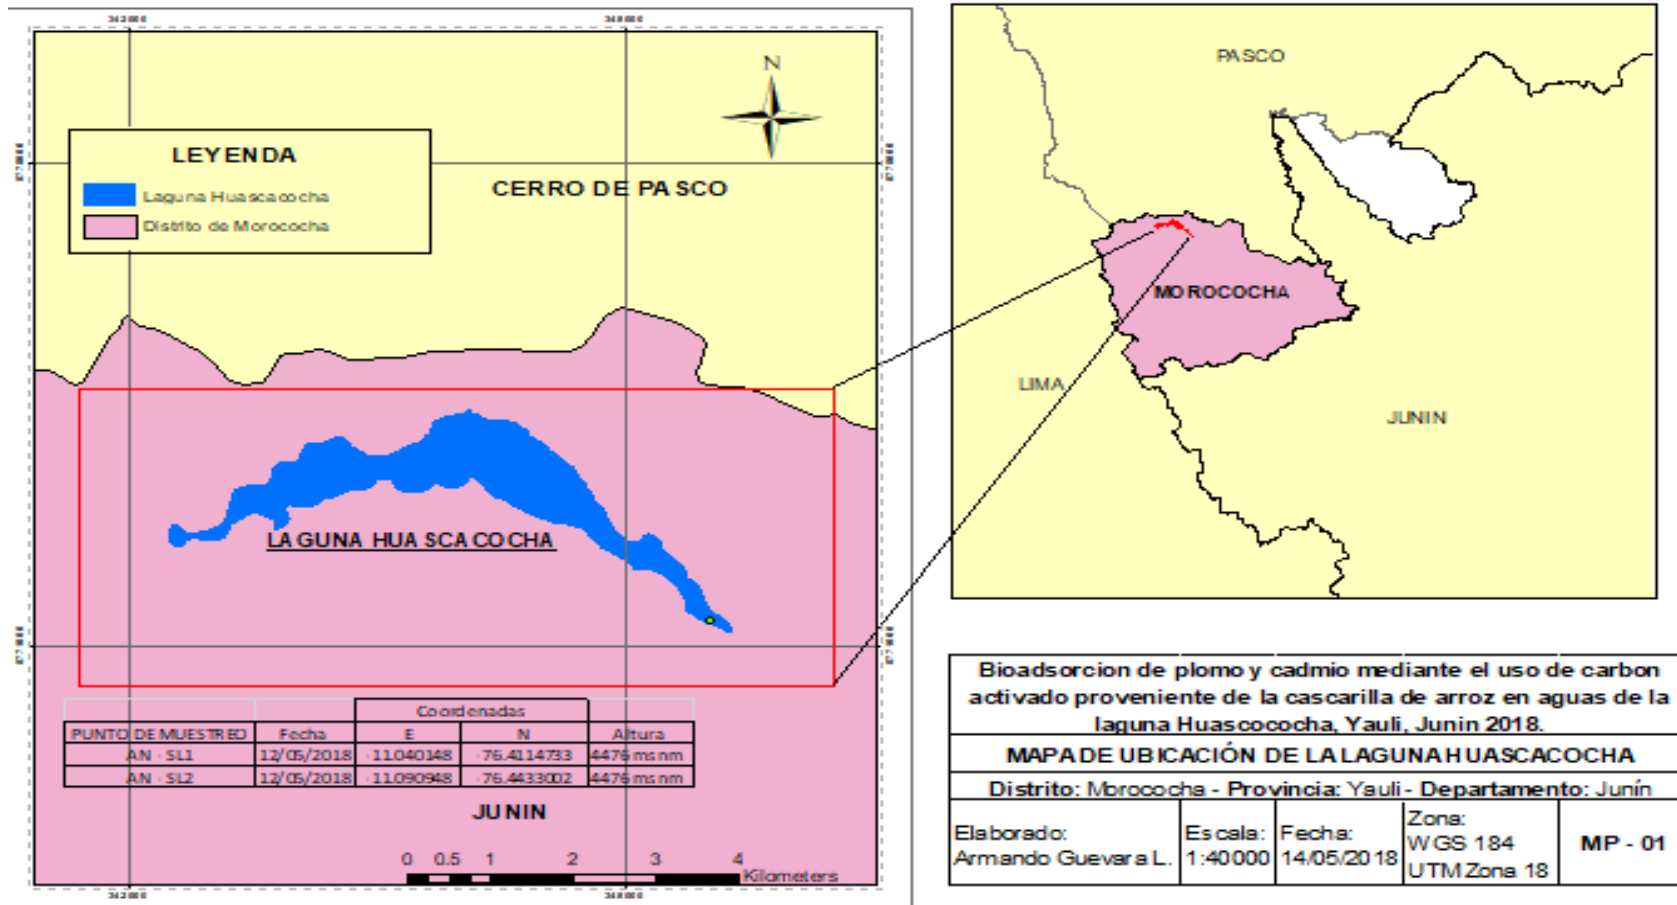 342000
348000
N
LEYENDA
Laguna Huascacocha
Distrito de Morococha
CERRO DE PASCO
LAGUNA HUASCACOCHA
Coordenadas
PUNTO DE MUESTREO Fecha E N Altura
AN - SL1 12/05/2018 -11.040148 -76.4114733 4476 msnm
AN - SL2 12/05/2018 -11.090948 -76.4433002 4476 msnm
JUNIN
0 0.5 1 2 3 4
Kilometers
342000
348000
PASCO
MOROCOCHA
LIMA
JUNIN
Bioadsorcion de plomo y cadmio mediante el uso de carbon
activado proveniente de la cascarilla de arroz en aguas de la
laguna Huascococha, Yauli, Junin 2018.
MAPA DE UBICACIÓN DE LA LAGUNA HUASCACOCHA
Distrito: Morococha - Provincia: Yauli - Departamento: Junín
Elaborado:
Armando Guevara L.
Escala:
1:40000
Fecha:
14/05/2018
Zona:
WGS 184
UTM Zona 18
MP - 01